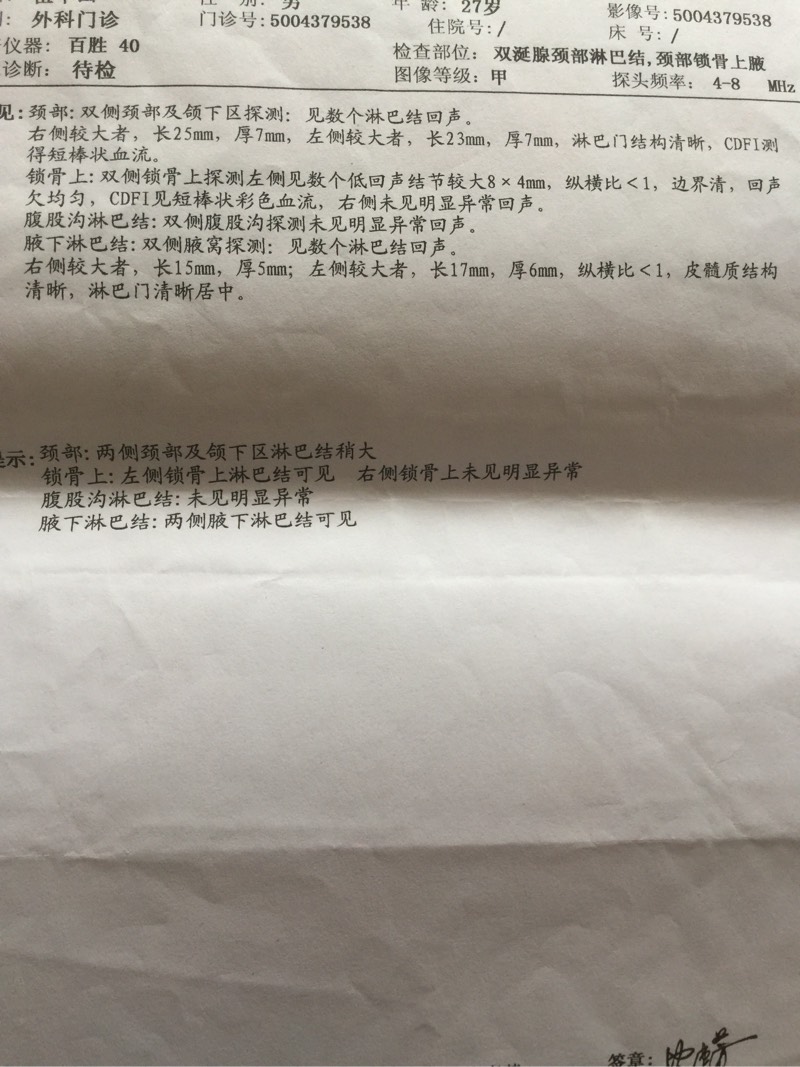 性 别: 男
年 龄: 27岁
影像号:5004379538
外科门诊
门诊号:5004379538
住院号:/
床 号:/
仪器: 百胜 40
检查部位: 双涎腺颈部淋巴结,颈部锁骨上腋
诊断: 待检
图像等级: 甲
探头频率: 4-8 MHz
见: 颈部: 双侧颈部及颌下区探测: 见数个淋巴结回声。
右侧较大者, 长25mm, 厚7mm, 左侧较大者, 长23mm, 厚7mm, 淋巴门结构清晰, CDFI测
得短棒状血流。
锁骨上: 双侧锁骨上探测左侧见数个低回声结节较大8×4mm, 纵横比<1, 边界清, 回声
欠均匀, CDFI见短棒状彩色血流, 右侧未见明显异常回声。
腹股沟淋巴结: 双侧腹股沟探测未见明显异常回声。
腋下淋巴结: 双侧腋窝探测: 见数个淋巴结回声。
右侧较大者, 长15mm, 厚5mm; 左侧较大者, 长17mm, 厚6mm, 纵横比<1, 皮髓质结构
清晰, 淋巴门清晰居中。
示: 颈部: 两侧颈部及颌下区淋巴结稍大
锁骨上: 左侧锁骨上淋巴结可见 右侧锁骨上未见明显异常
腹股沟淋巴结: 未见明显异常
腋下淋巴结: 两侧腋下淋巴结可见
签章: